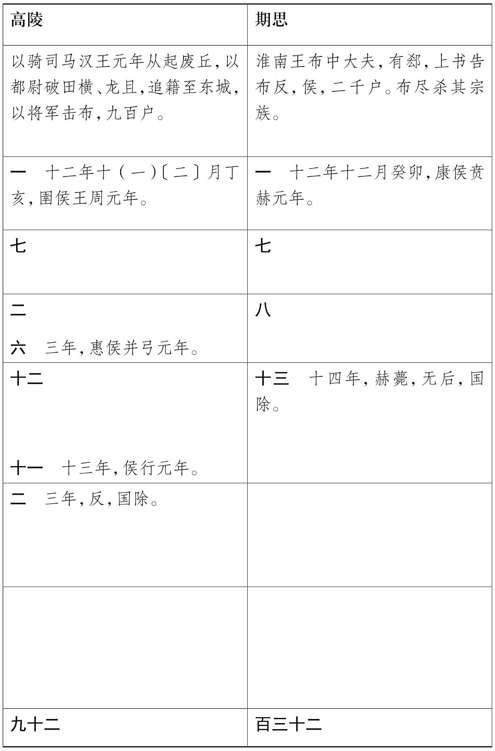 高陵
以骑司马汉王元年从起废丘，以
都尉破田横、龙且，追籍至东城，
以将军击布，九百户。
一　十二年十（一）〔二〕月丁
亥，圉侯王周元年。
七
二
六　三年，惠侯并弓元年。
十二
十一　十三年，侯行元年。
二　三年，反，国除。
九十二
期思
淮南王布中大夫，有郄，上书告
布反，侯，二千户。布尽杀其宗
族。
一　十二年十二月癸卯，康侯贲
赫元年。
七
八
十三　十四年，赫薨，无后，国
除。
百三十二